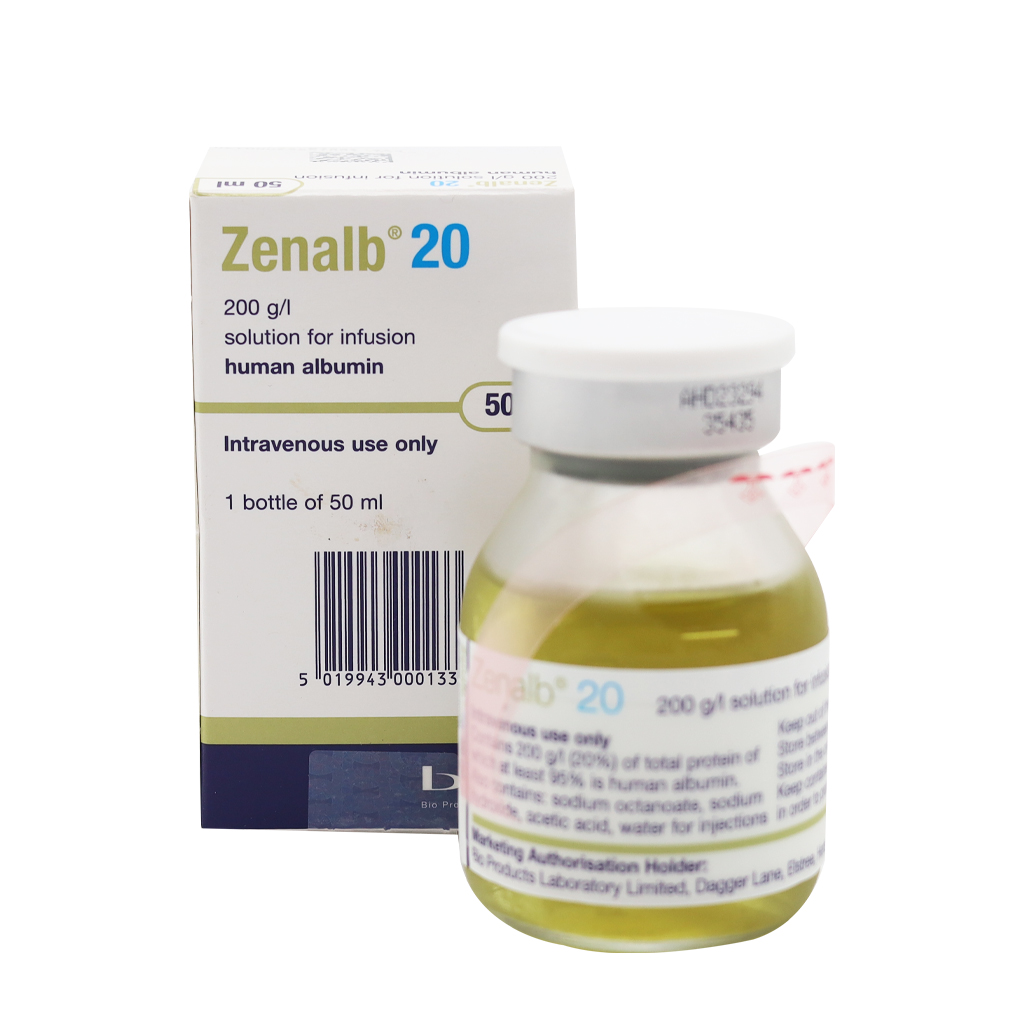 50 ml
Zenalb® 20
200 g/l solution for infusion
human albumin
Zenalb® 20
200 g/l
solution for infusion
human albumin
50
Intravenous use only
1 bottle of 50 ml
5 019943 000133
Bio
AHD23294
35435
Zenalb® 20 200 g/l solution for
Intravenous use only
Contains 200 g/l (20%) of total protein of
which at least 95% is human albumin.
contains: sodium octanoate, sodium
acetic acid, water for injections
Keep out of
Store
Store in the
Keep
in order to
Marketing Authorisation Holder:
Bio Products Laboratory Limited, Dagger Lane, Elstree,